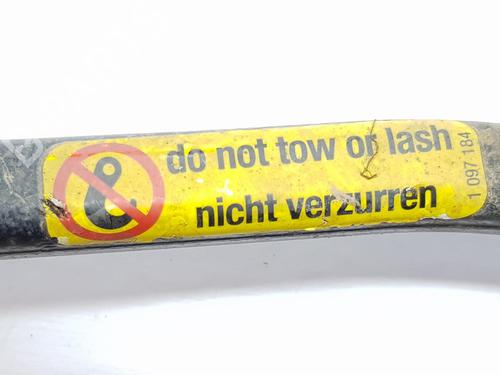 do not tow or lash
nicht verzurren
1 097 184